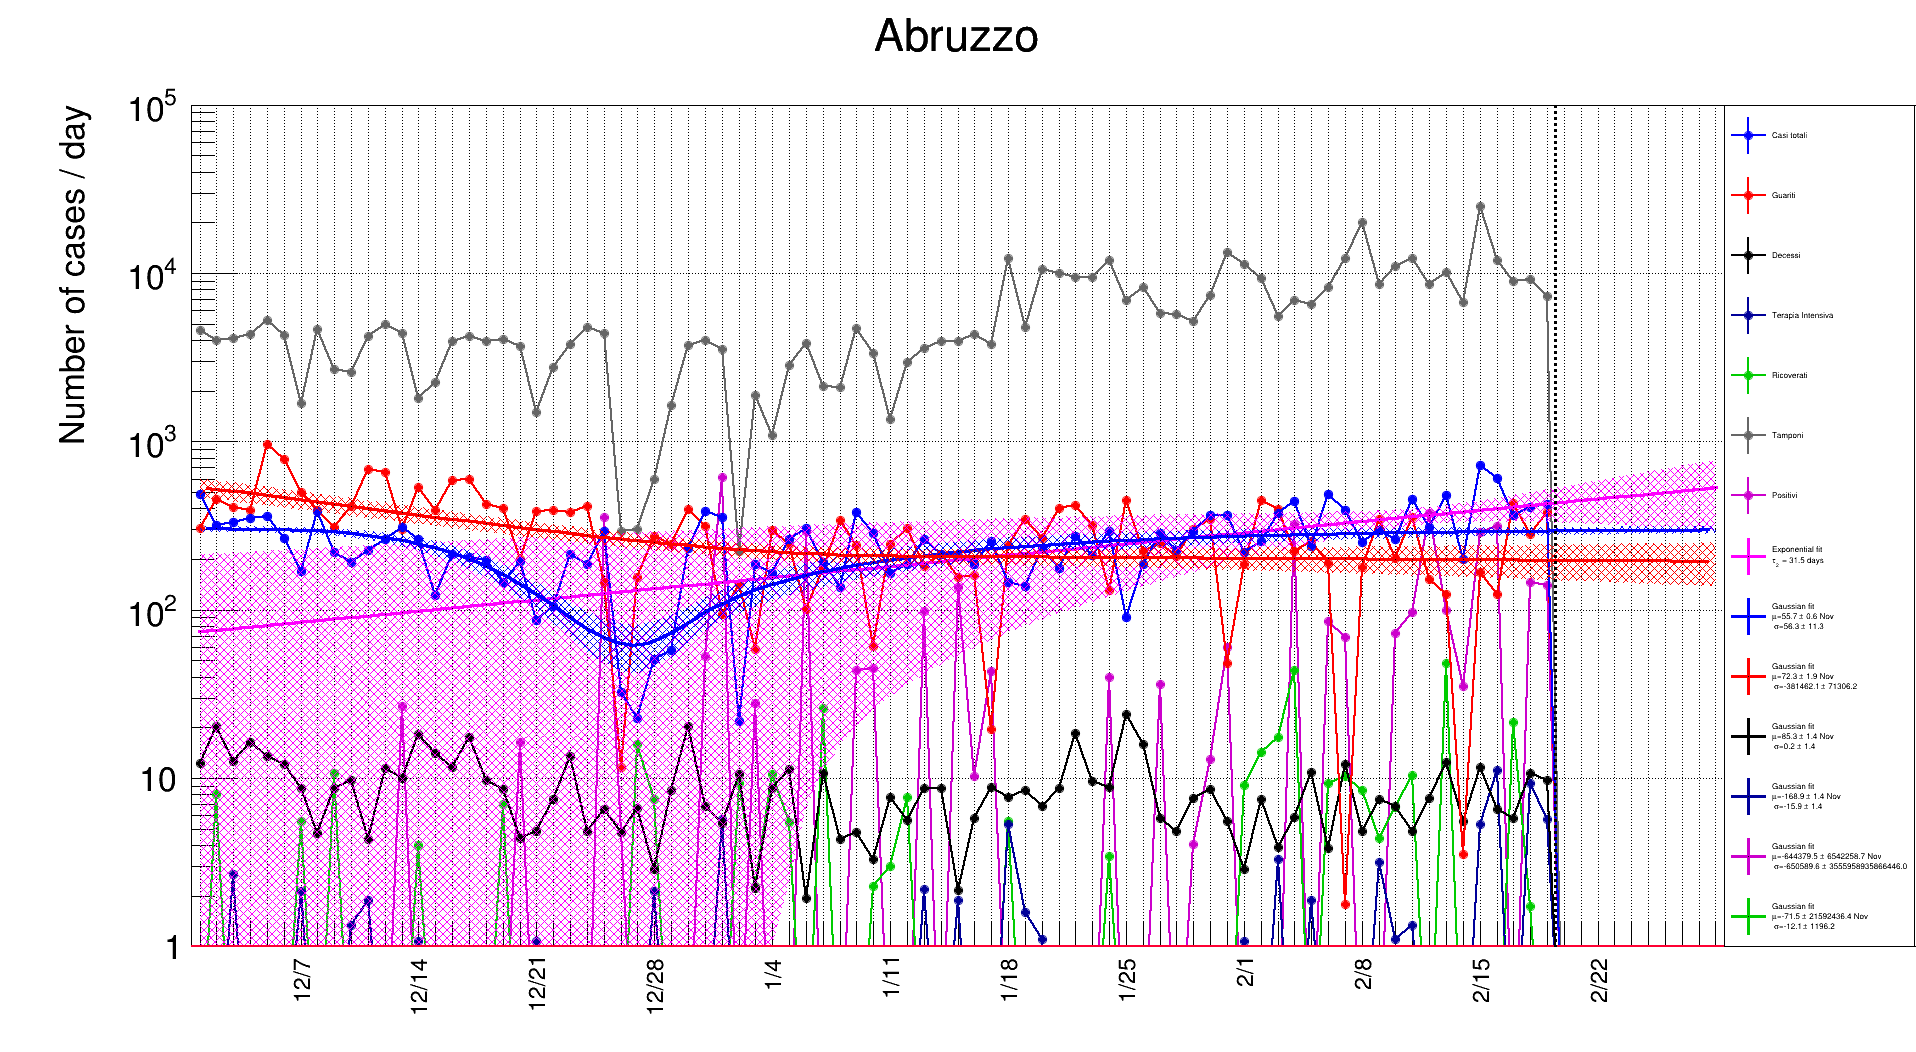 Abruzzo
Number of cases / day
10^5
10^4
10^3
10^2
10
1
12/7
12/14
12/21
12/28
1/4
1/11
1/18
1/25
2/1
2/8
2/15
2/22
Casi totali
Guariti
Decessi
Terapia Intensiva
Ricoverati
Tamponi
Positivi
Exponential fit
τ₂ = 31.5 days
Gaussian fit
μ=55.7 ± 0.6 Nov
σ=56.3 ± 11.3
Gaussian fit
μ=72.3 ± 1.9 Nov
σ=-381462.1 ± 71306.2
Gaussian fit
μ=85.3 ± 1.4 Nov
σ=0.2 ± 1.4
Gaussian fit
μ=-168.9 ± 1.4 Nov
σ=-15.9 ± 1.4
Gaussian fit
μ=-644379.5 ± 6542258.7 Nov
σ=-650589.6 ± 3555958935866446.0
Gaussian fit
μ=-71.5 ± 21592436.4 Nov
σ=-12.1 ± 1196.2